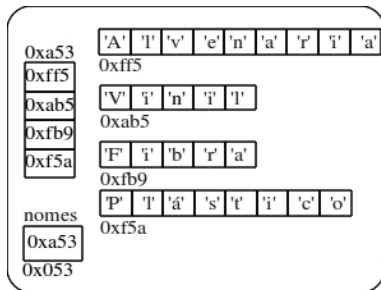 'A' 'l' 'v' 'e' 'n' 'a' 'r' 'i' 'a'
0xa53
0xff5
0xff5
'V' 'i' 'n' 'i' 'l'
0xab5
0xab5
'F' 'i' 'b' 'r' 'a'
0xfb9
0xfb9
0xf5a
'P' 'l' 'á' 's' 't' 'i' 'c' 'o'
0xf5a
nomes
0xa53
0x053